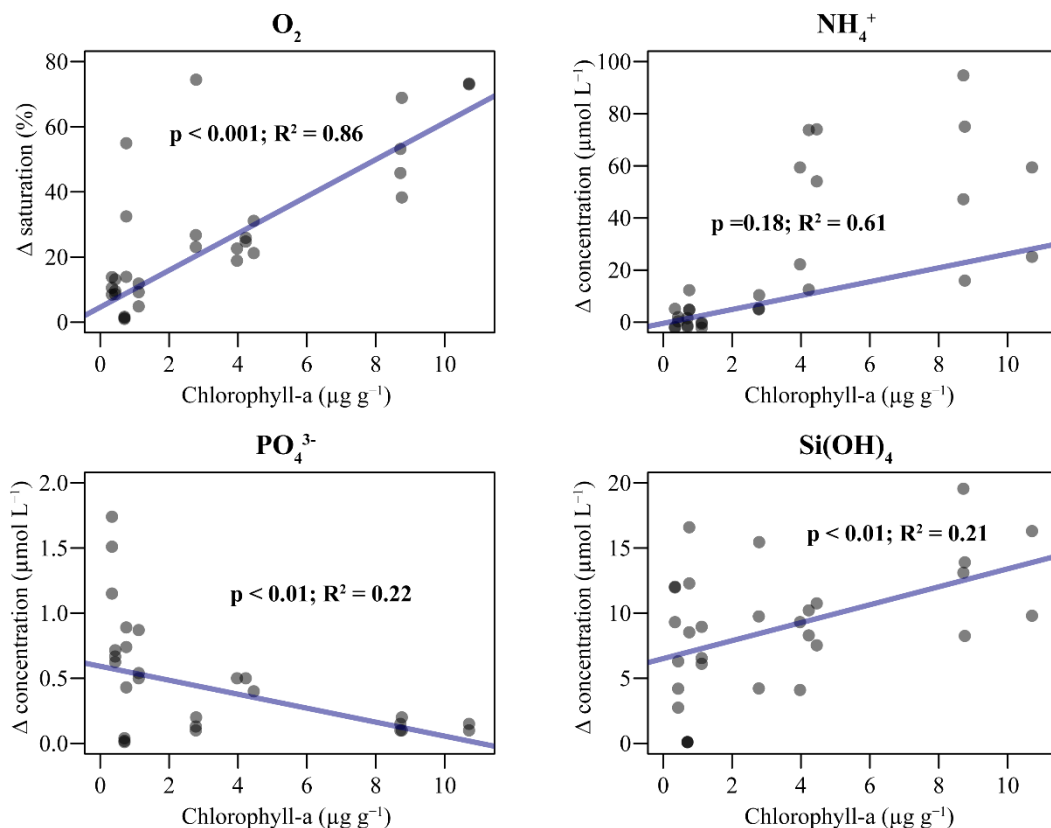 O₂
80
60
40
20
0
Δ saturation (%)
p < 0.001; R² = 0.86
0 2 4 6 8 10
Chlorophyll-a (µg g⁻¹)
NH₄⁺
100
80
60
40
20
0
Δ concentration (µmol L⁻¹)
p =0.18; R² = 0.61
0 2 4 6 8 10
Chlorophyll-a (µg g⁻¹)
PO₄³⁻
2.0
1.5
1.0
0.5
0.0
Δ concentration (µmol L⁻¹)
p < 0.01; R² = 0.22
0 2 4 6 8 10
Chlorophyll-a (µg g⁻¹)
Si(OH)₄
20
15
10
5
0
Δ concentration (µmol L⁻¹)
p < 0.01; R² = 0.21
0 2 4 6 8 10
Chlorophyll-a (µg g⁻¹)